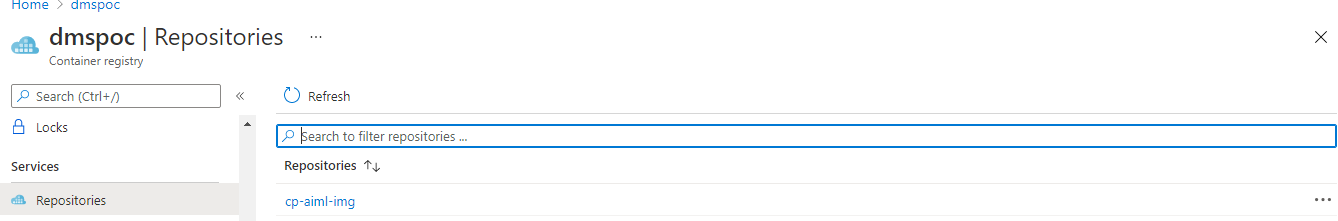 Home > dmspoc
dmspoc | Repositories ...
Container registry
Search (Ctrl+/) «
Refresh
Locks
Search to filter repositories ...
Services
Repositories ↑↓
Repositories
cp-aiml-img ...